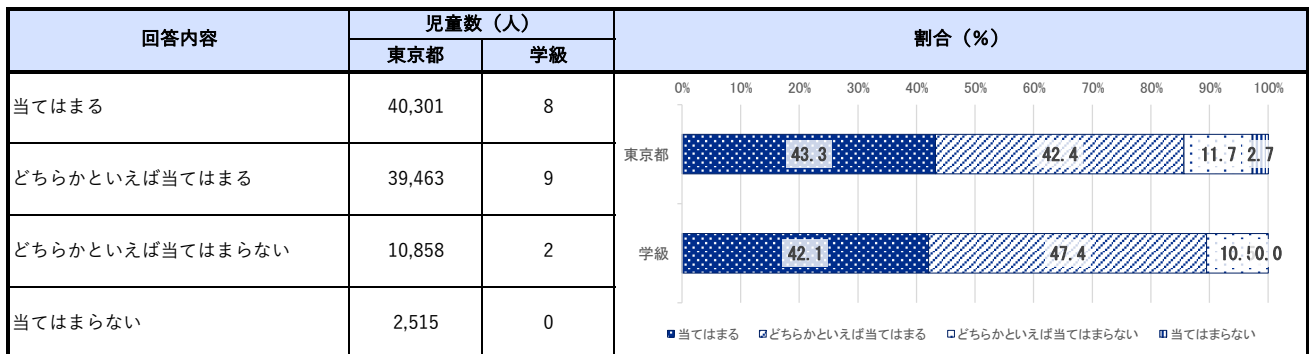 回答内容 児童数（人） 割合（％）
東京都 学級
当てはまる 40,301 8
どちらかといえば当てはまる 39,463 9
どちらかといえば当てはまらない 10,858 2
当てはまらない 2,515 0
0% 10% 20% 30% 40% 50% 60% 70% 80% 90% 100%
東京都 43.3 42.4 11.7 2.7
学級 42.1 47.4 10.5 0.0
当てはまる どちらかといえば当てはまる どちらかといえば当てはまらない 当てはまらない